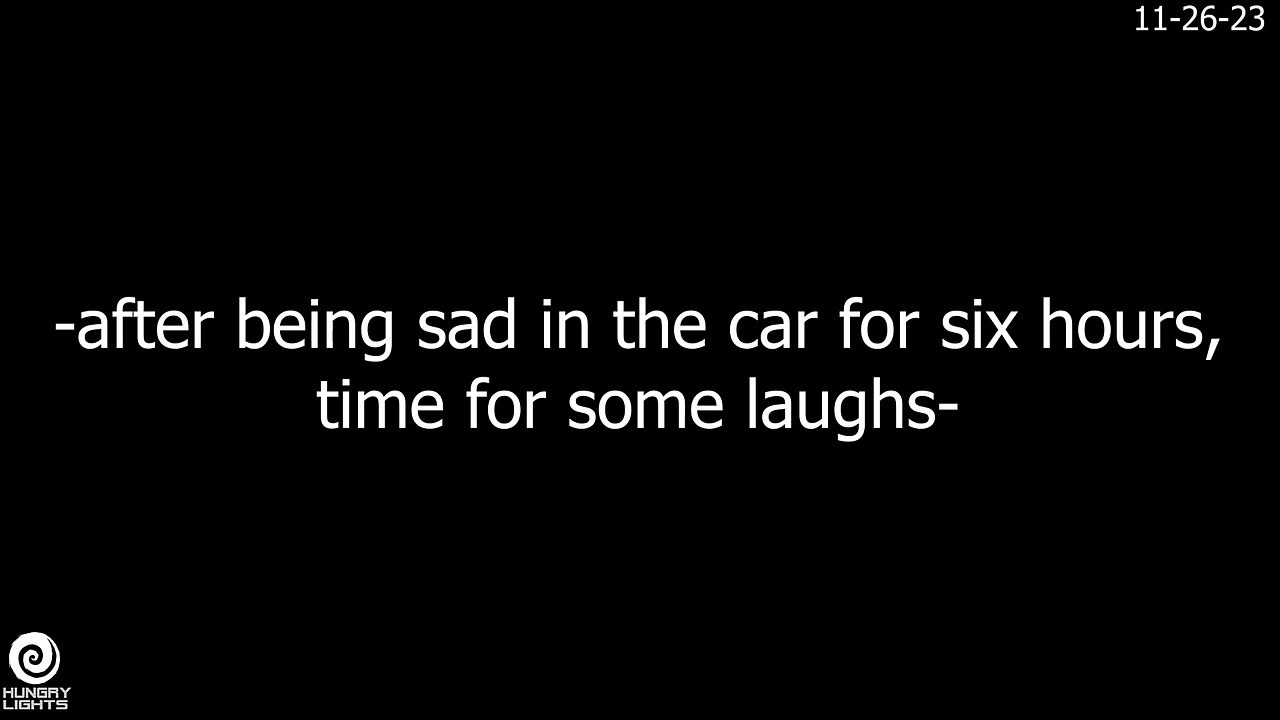 11-26-23
-after being sad in the car for six hours,
time for some laughs-
HUNGRY
LIGHTS